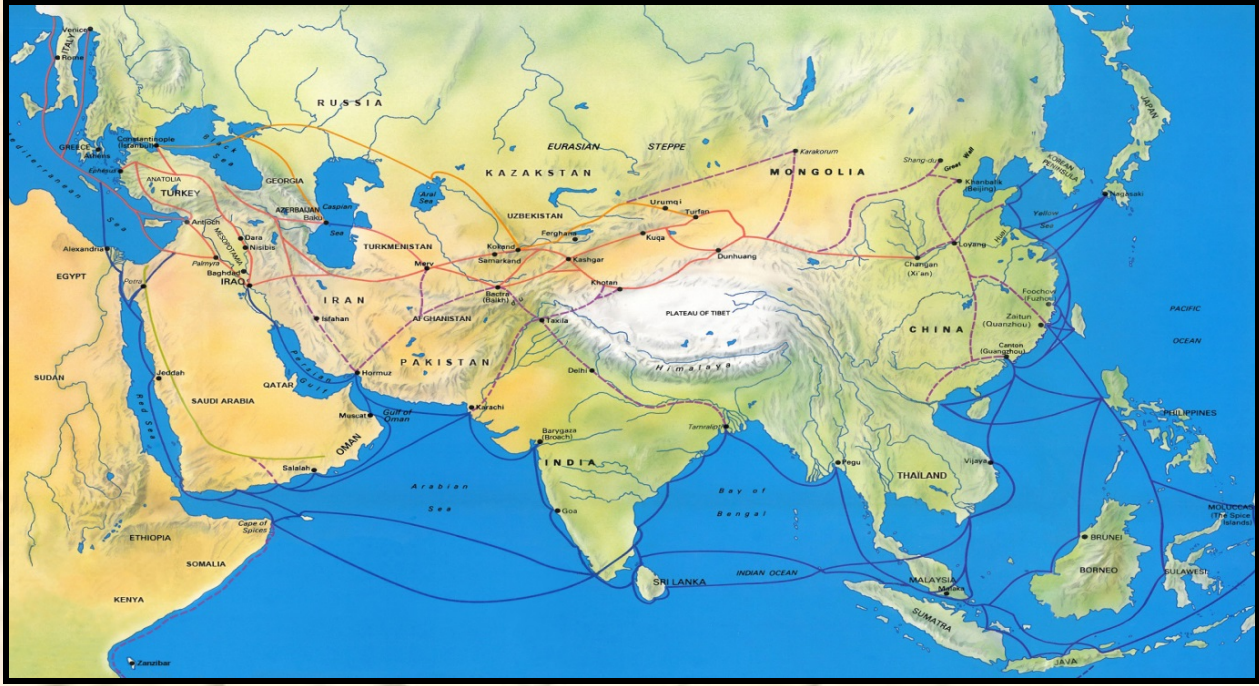 Venice
ITALY
Rome
RUSSIA
JAPAN
Constantinople
(Istanbul)
Black
Sea
GREECE
Athens
Ephesus
Mediterranean
Sea
ANATOLIA
TURKEY
GEORGIA
AZERBAIJAN
Baku
Caspian
Sea
Aral
Sea
EURASIAN STEPPE
KAZAKSTAN
Karakorum
MONGOLIA
Shang-du
Great Wall
Khanbalik
(Beijing)
KOREAN
PENINSULA
Nagasaki
Yellow
Sea
Antioch
MESOPOTAMIA
Dara
Nisibis
Palmyra
Baghdad
IRAQ
Alexandria
EGYPT
Petra
TURKMENISTAN
Merv
UZBEKISTAN
Ferghana
Kokand
Samarkand
Kashgar
Urumqi
Turfan
Kuqa
Dunhuang
Khotan
Loyang
Changan
(Xi'an)
IRAN
Isfahan
Bactra
(Balkh)
AFGHANISTAN
Taxila
PLATEAU OF TIBET
Foochow
(Fuzhou)
Zaitun
(Quanzhou)
CHINA
Canton
(Guangzhou)
PACIFIC
OCEAN
PAKISTAN
Himalaya
Delhi
SUDAN
Jeddah
Red Sea
SAUDI ARABIA
QATAR
Persian
Gulf
Hormuz
Muscat
Gulf of
Oman
OMAN
Karachi
Salalah
Barygaza
(Broach)
INDIA
Tamralipti
Pegu
THAILAND
Vijaya
PHILIPPINES
Arabian
Sea
Bay of
Bengal
Goa
Cape of
Spices
ETHIOPIA
SOMALIA
KENYA
Zanzibar
SRI LANKA
INDIAN OCEAN
MALAYSIA
Malaka
SUMATRA
BRUNEI
BORNEO
SULAWESI
MOLUCCAS
(The Spice
Islands)
JAVA